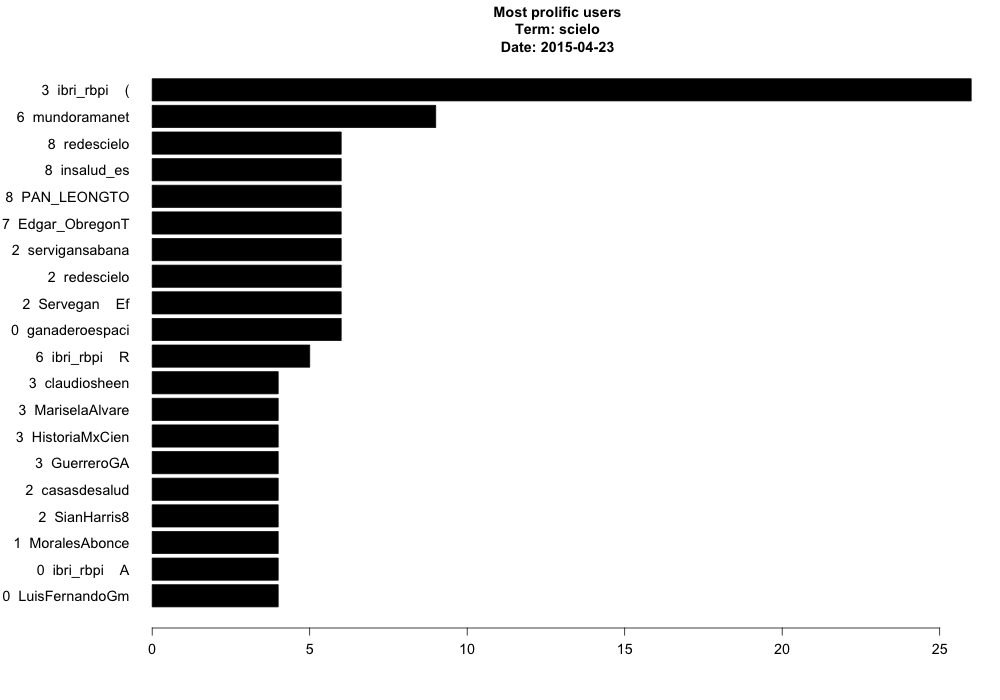 Most prolific users
Term: scielo
Date: 2015-04-23
3 ibri_rbpi (
6 mundoramanet
8 redescielo
8 insalud_es
8 PAN_LEONGTO
7 Edgar_ObregonT
2 servigansabana
2 redescielo
2 Servegan Ef
0 ganaderoespaci
6 ibri_rbpi R
3 claudiosheen
3 MariselaAlvare
3 HistoriaMxCien
3 GuerreroGA
2 casasdesalud
2 SianHarris8
1 MoralesAbonce
0 ibri_rbpi A
0 LuisFernandoGm
0 5 10 15 20 25